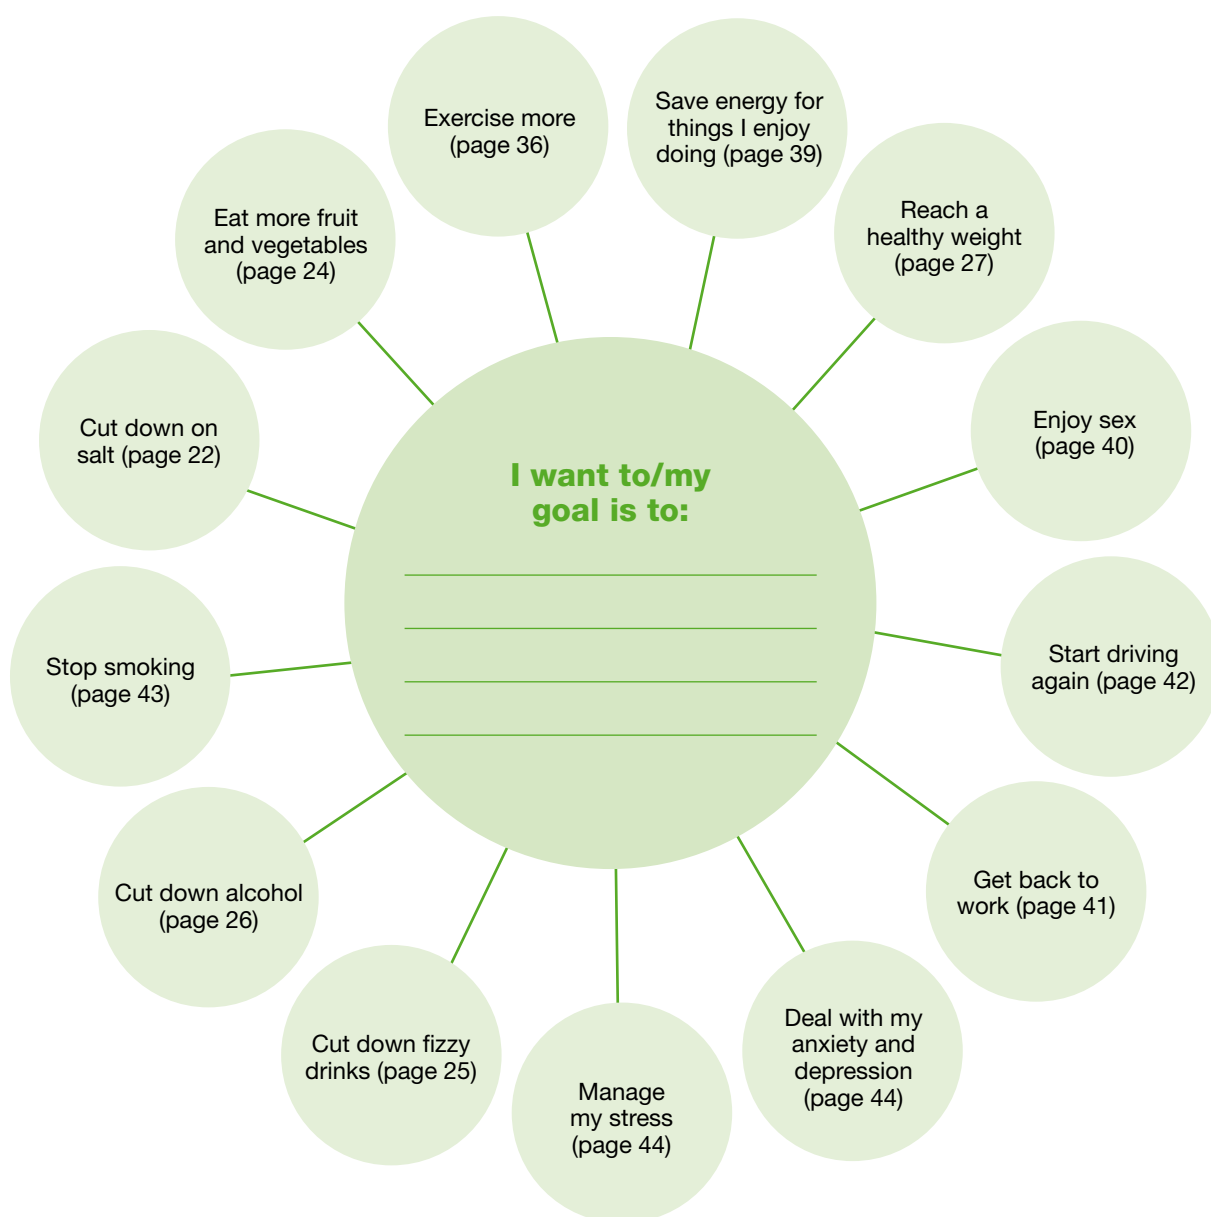 Exercise more
(page 36)
Save energy for
things I enjoy
doing (page 39)
Reach a
healthy weight
(page 27)
Enjoy sex
(page 40)
Start driving
again (page 42)
Get back to
work (page 41)
Deal with my
anxiety and
depression
(page 44)
Manage
my stress
(page 44)
Cut down fizzy
drinks (page 25)
Cut down alcohol
(page 26)
Stop smoking
(page 43)
Cut down on
salt (page 22)
Eat more fruit
and vegetables
(page 24)
I want to/my
goal is to: